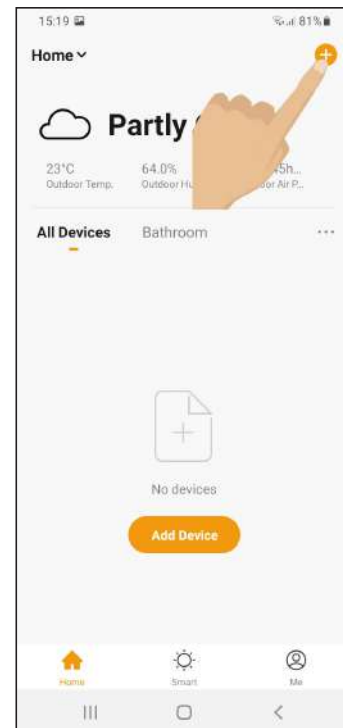 15:19 81%
Home
Partly
23°C 64.0%
Outdoor Temp. Outdoor
All Devices Bathroom ...
No devices
Add Device
Home Smart Me